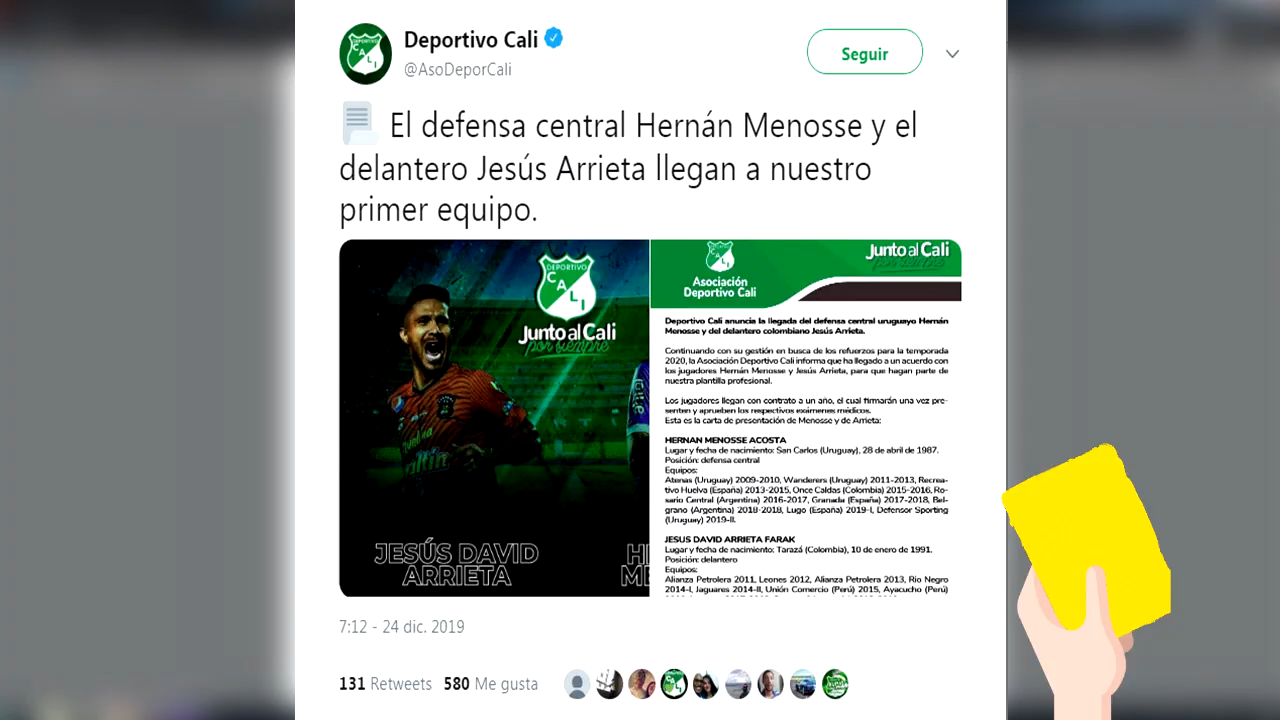 Deportivo Cali
@AsoDeporCali
Seguir
El defensa central Hernán Menosse y el
delantero Jesús Arrieta llegan a nuestro
primer equipo.
DEPORTIVO
CALI
Junto al Cali
por siempre
JESÚS DAVID
ARRIETA
H
ME
Asociación
Deportivo Cali
Junto al Cali
por siempre
Deportivo Cali anuncia la llegada del defensa central uruguayo Hernán
Menosse y del delantero colombiano Jesús Arrieta.
Continuando con su gestión en busca de los refuerzos para la temporada
2020, la Asociación Deportivo Cali informa que ha llegado a un acuerdo con
los jugadores Hernán Menosse y Jesús Arrieta, para que hagan parte de
nuestra plantilla profesional.
Los jugadores llegan con contrato a un año, el cual firmarán una vez pre-
senten y aprueben los respectivos exámenes médicos.
Esta es la carta de presentación de Menosse y de Arrieta:
HERNAN MENOSSE ACOSTA
Lugar y fecha de nacimiento: San Carlos (Uruguay), 28 de abril de 1987.
Posición: defensa central
Equipos:
Atenas (Uruguay) 2009-2010, Wanderers (Uruguay) 2011-2013, Recrea-
tivo Huelva (España) 2013-2015, Once Caldas (Colombia) 2015-2016, Ro-
sario Central (Argentina) 2016-2017, Granada (España) 2017-2018, Bel-
grano (Argentina) 2018-2018, Lugo (España) 2019-I, Defensor Sporting
(Uruguay) 2019-II.
JESUS DAVID ARRIETA FARAK
Lugar y fecha de nacimiento: Tarazá (Colombia), 10 de enero de 1991.
Posición: delantero
Equipos:
Alianza Petrolera 2011, Leones 2012, Alianza Petrolera 2013, Río Negro
2014-I, Jaguares 2014-II, Unión Comercio (Perú) 2015, Ayacucho (Perú)
7:12 - 24 dic. 2019
131 Retweets 580 Me gusta